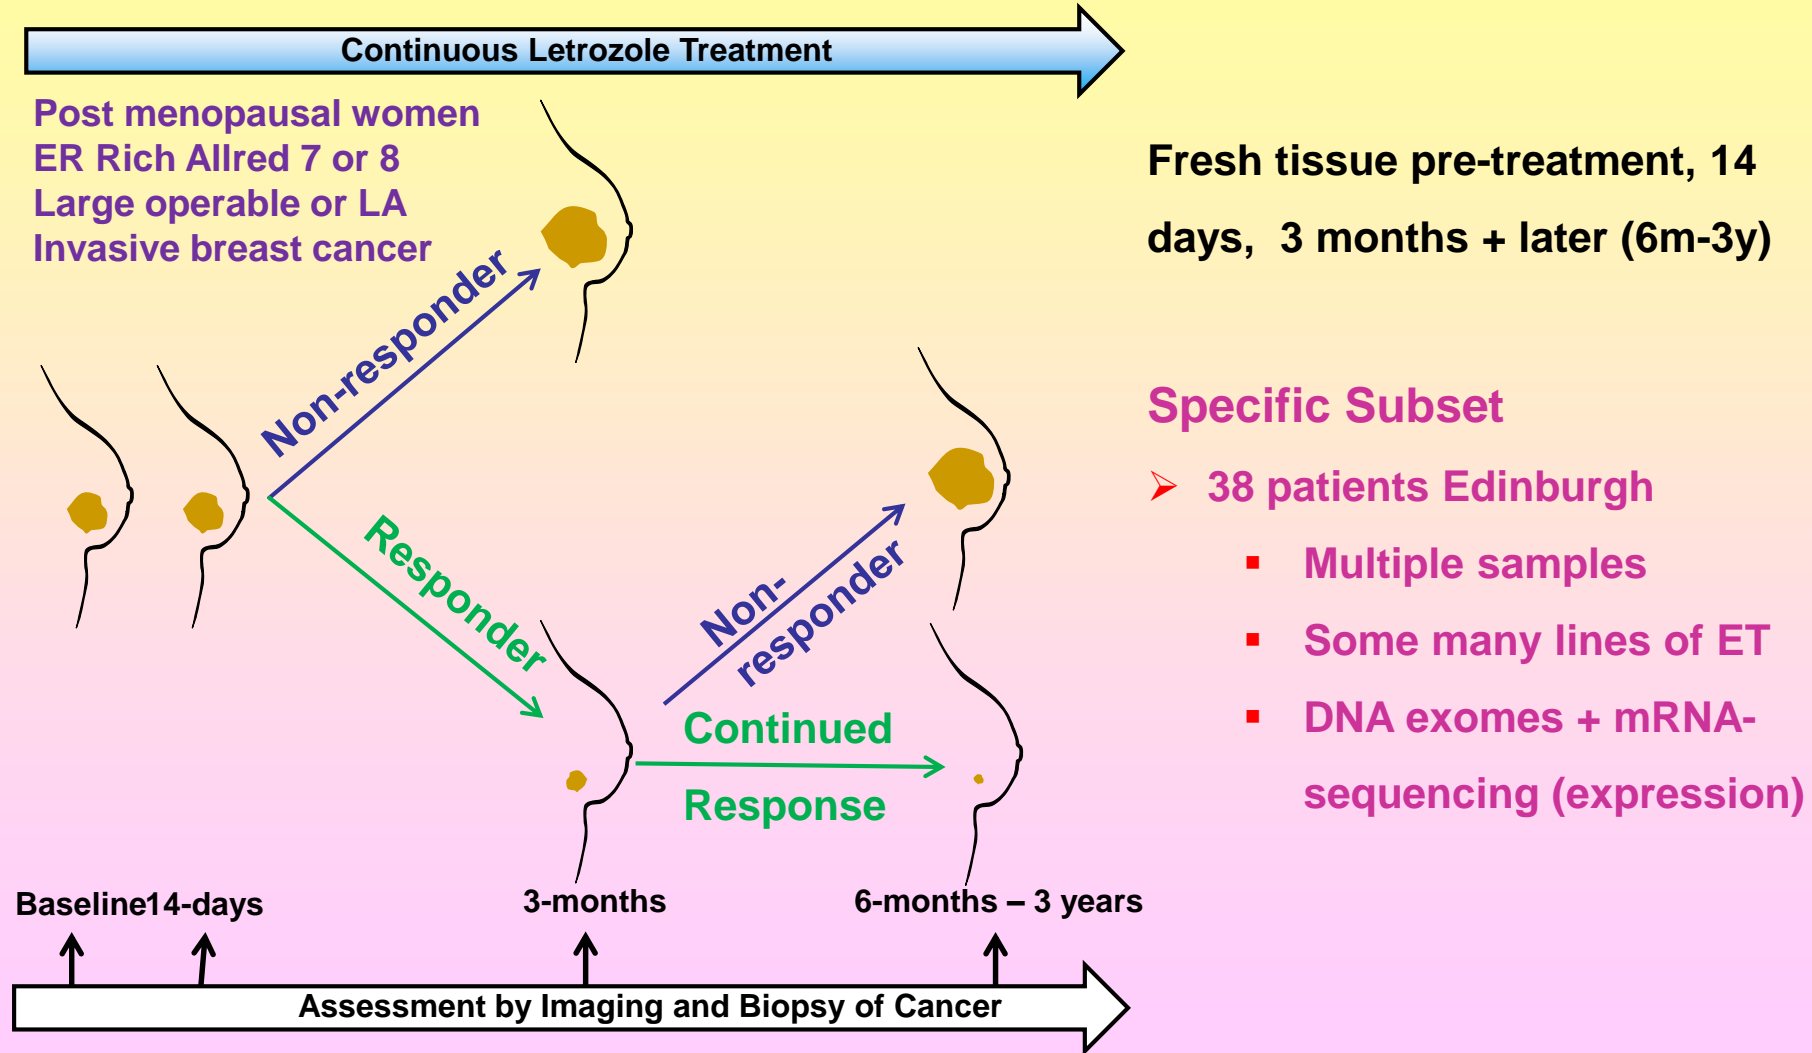 Continuous Letrozole Treatment
Post menopausal women
ER Rich Allred 7 or 8
Large operable or LA
Invasive breast cancer
Non-responder
Responder
Non-
responder
Continued
Response
Baseline
14-days
3-months
6-months – 3 years
Assessment by Imaging and Biopsy of Cancer
Fresh tissue pre-treatment, 14
days, 3 months + later (6m-3y)
Specific Subset
38 patients Edinburgh
Multiple samples
Some many lines of ET
DNA exomes + mRNA-
sequencing (expression)